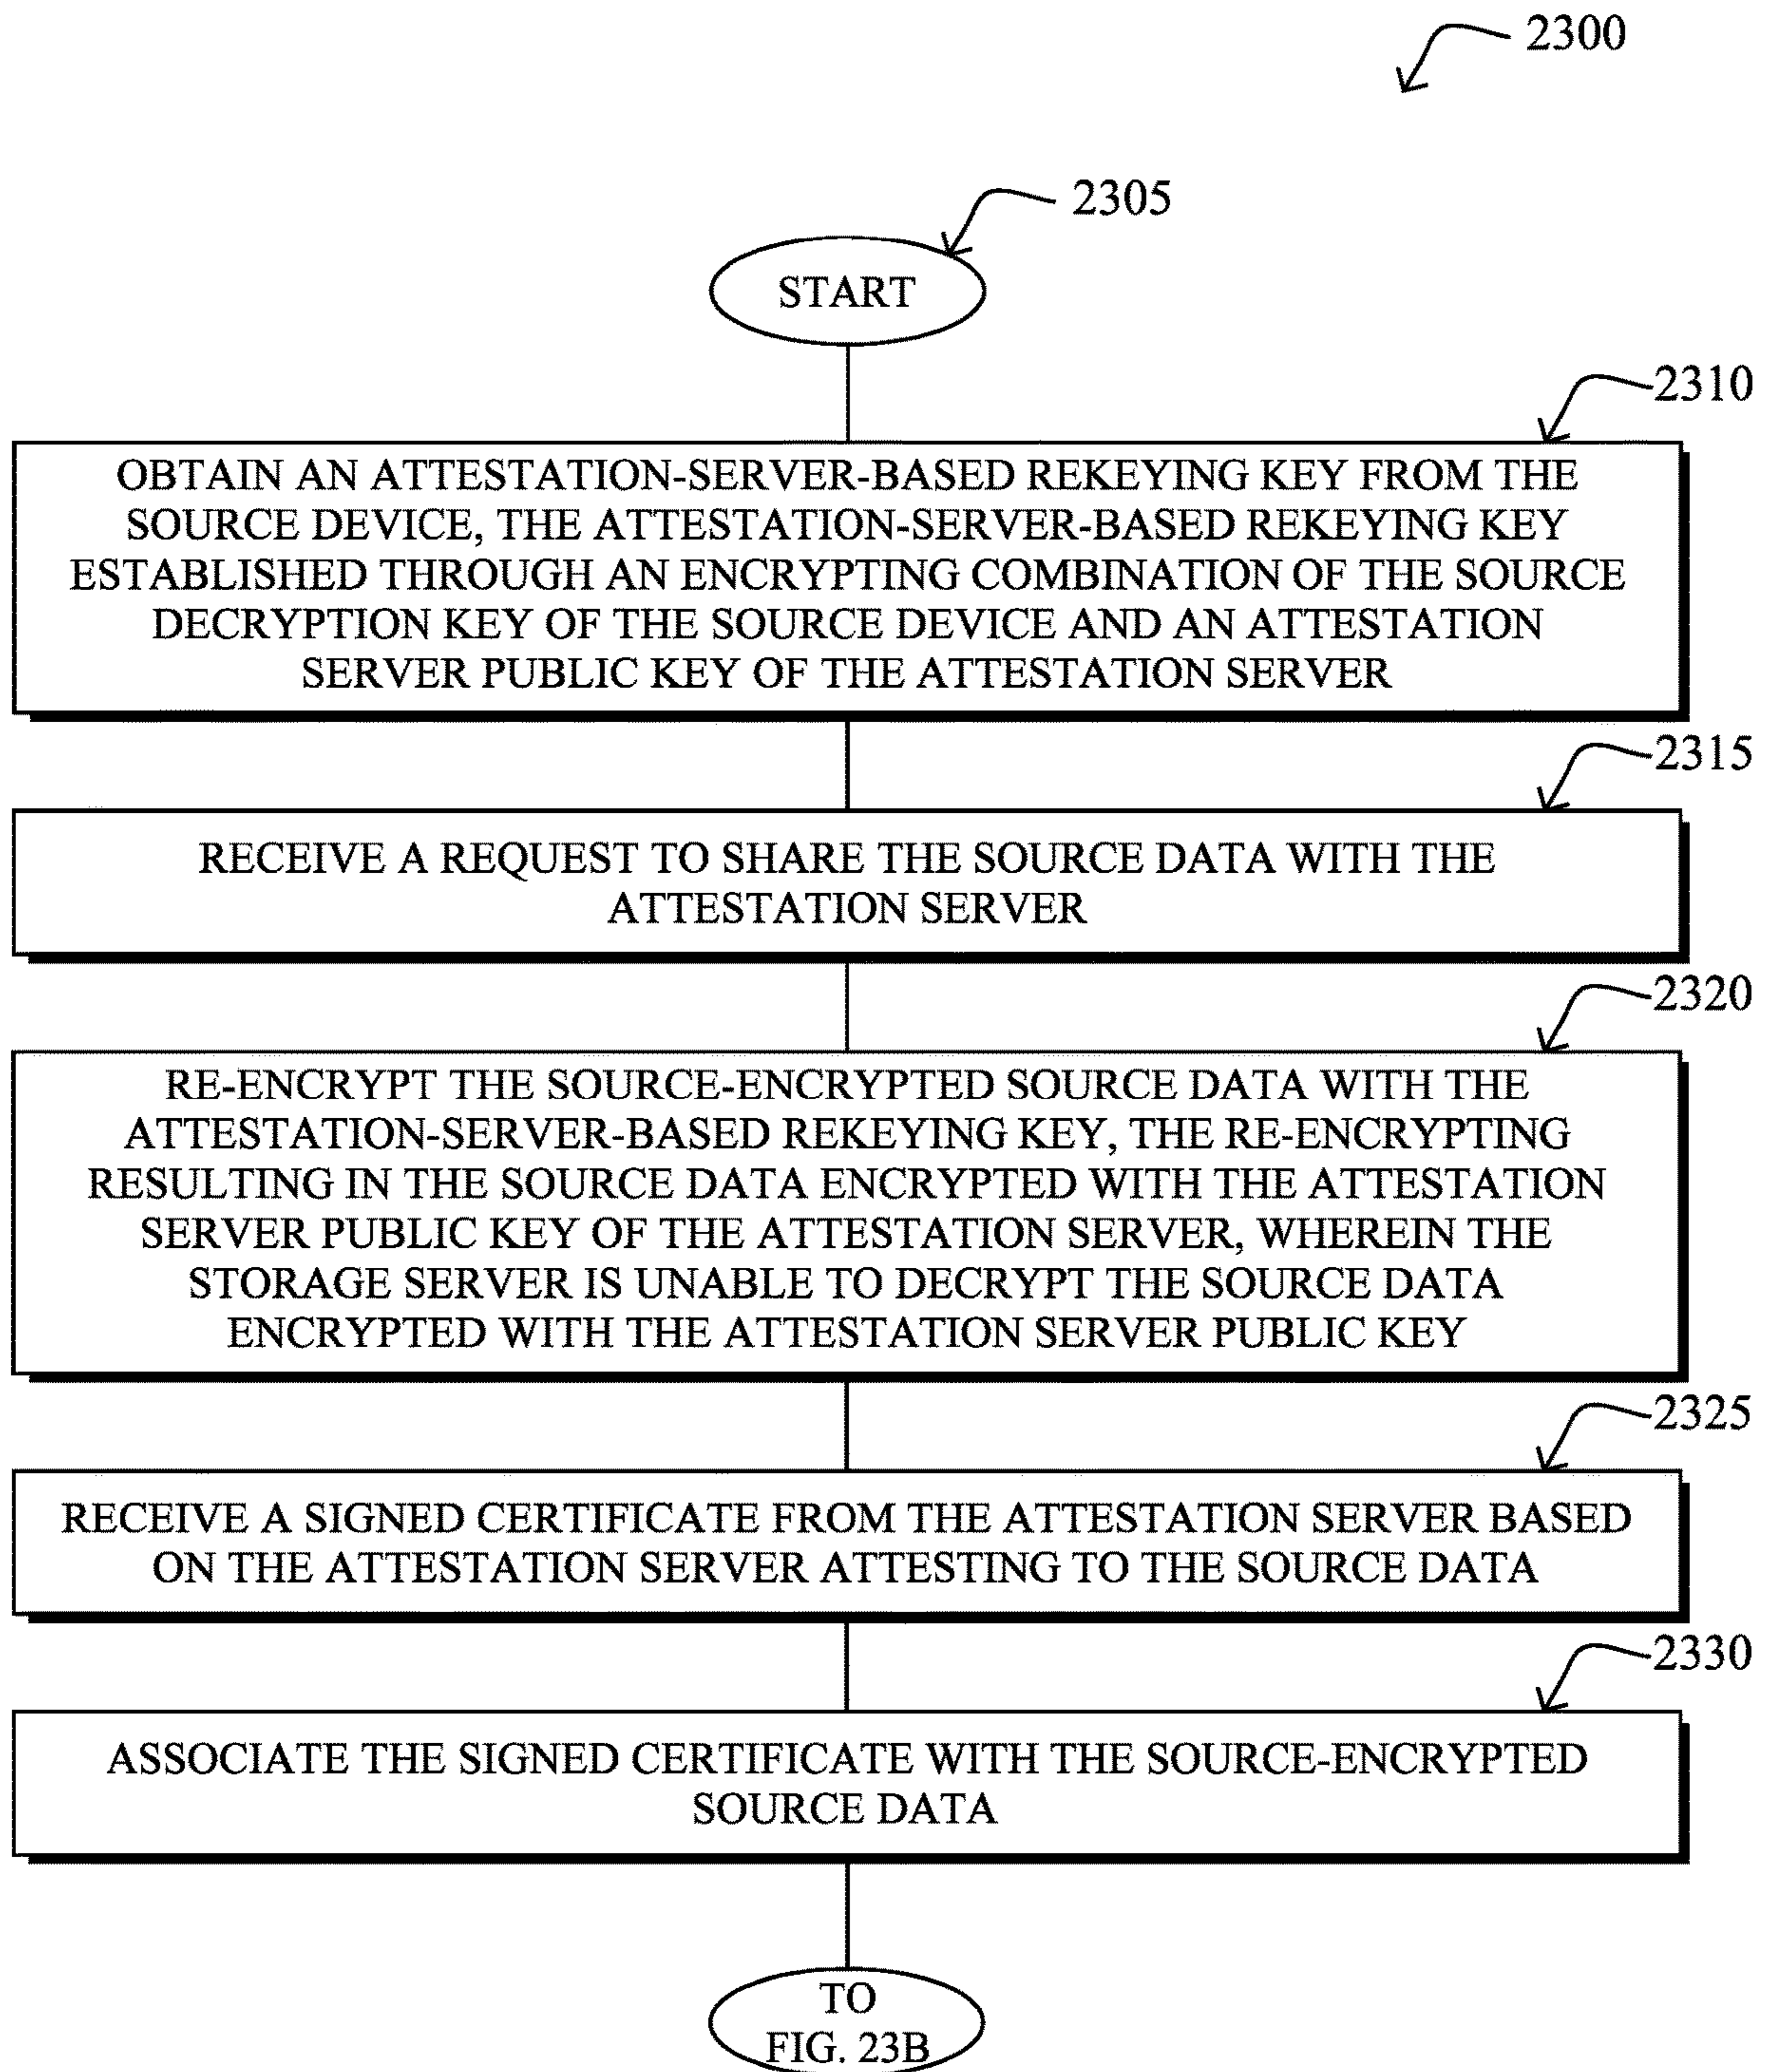 2300
2305
START
2310
OBTAIN AN ATTESTATION-SERVER-BASED REKEYING KEY FROM THE
SOURCE DEVICE, THE ATTESTATION-SERVER-BASED REKEYING KEY
ESTABLISHED THROUGH AN ENCRYPTING COMBINATION OF THE SOURCE
DECRYPTION KEY OF THE SOURCE DEVICE AND AN ATTESTATION
SERVER PUBLIC KEY OF THE ATTESTATION SERVER
2315
RECEIVE A REQUEST TO SHARE THE SOURCE DATA WITH THE
ATTESTATION SERVER
2320
RE-ENCRYPT THE SOURCE-ENCRYPTED SOURCE DATA WITH THE
ATTESTATION-SERVER-BASED REKEYING KEY, THE RE-ENCRYPTING
RESULTING IN THE SOURCE DATA ENCRYPTED WITH THE ATTESTATION
SERVER PUBLIC KEY OF THE ATTESTATION SERVER, WHEREIN THE
STORAGE SERVER IS UNABLE TO DECRYPT THE SOURCE DATA
ENCRYPTED WITH THE ATTESTATION SERVER PUBLIC KEY
2325
RECEIVE A SIGNED CERTIFICATE FROM THE ATTESTATION SERVER BASED
ON THE ATTESTATION SERVER ATTESTING TO THE SOURCE DATA
2330
ASSOCIATE THE SIGNED CERTIFICATE WITH THE SOURCE-ENCRYPTED
SOURCE DATA
TO
FIG. 23B